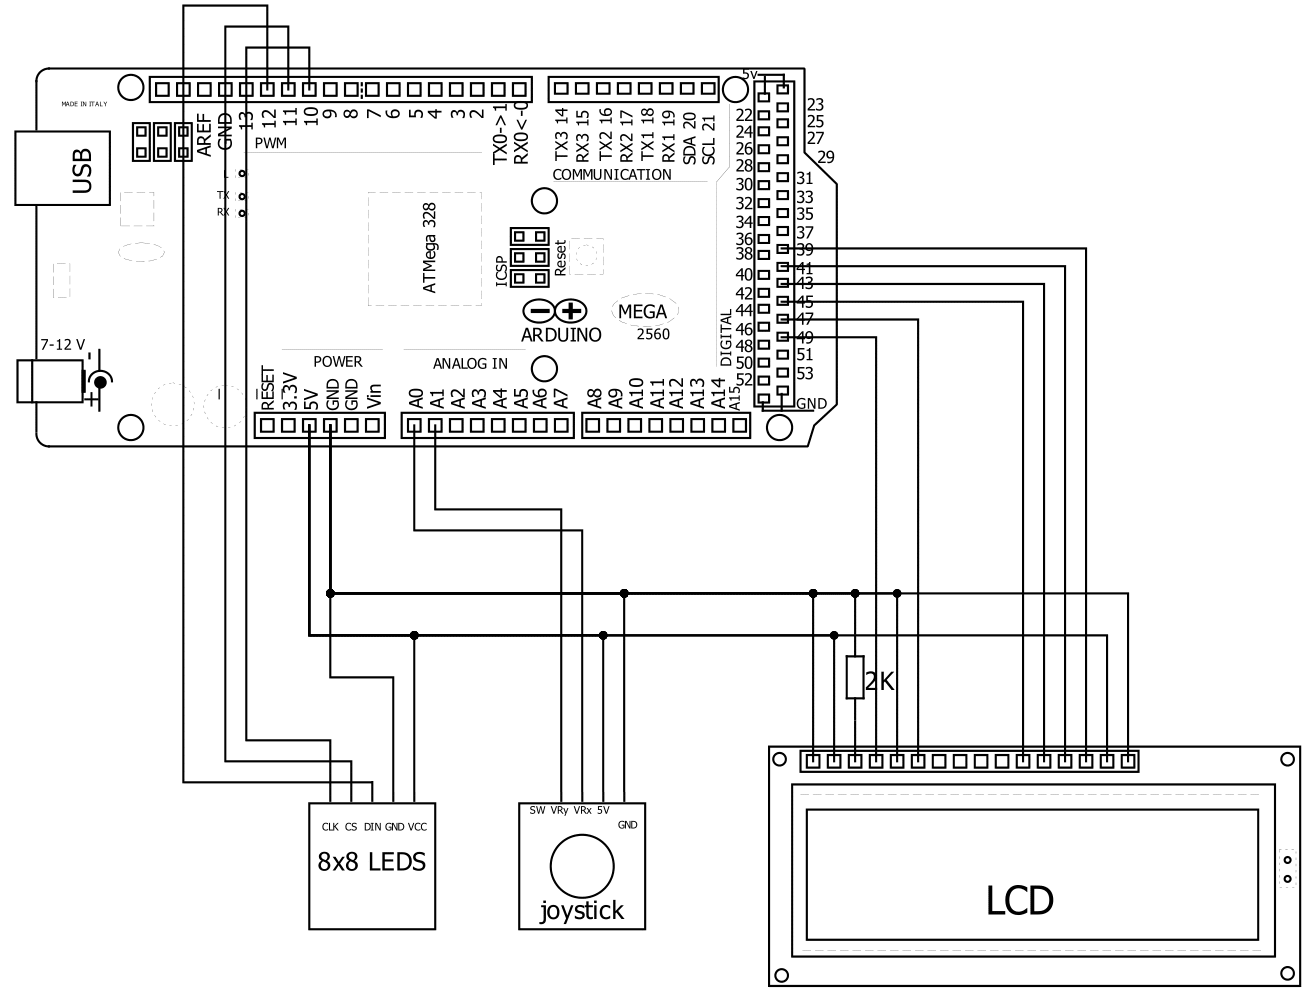 5v
MADE IN ITALY
AREF
GND
13
12
11
10
9
8
7
6
5
4
3
2
TX0->1
RX0<-0
TX3 14
RX3 15
TX2 16
RX2 17
TX1 18
RX1 19
SDA 20
SCL 21
PWM
COMMUNICATION
USB
L
TX
RX
ATMega 328
ICSP
Reset
MEGA
2560
ARDUINO
DIGITAL
22
24
26
28
30
32
34
36
38
40
42
44
46
48
50
52
23
25
27
29
31
33
35
37
39
41
43
45
47
49
51
53
GND
7-12 V
+
POWER
ANALOG IN
RESET
3.3V
5V
GND
GND
Vin
A0
A1
A2
A3
A4
A5
A6
A7
A8
A9
A10
A11
A12
A13
A14
A15
2K
CLK CS DIN GND VCC
8x8 LEDS
SW VRy VRx 5V
GND
joystick
LCD